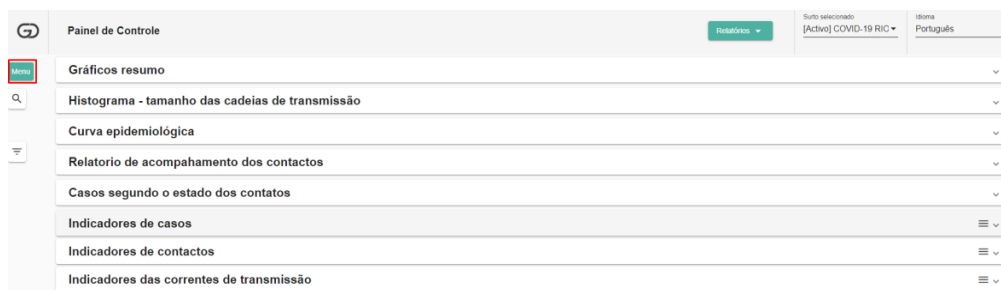 Surto selecionado
Idioma
Painel de Controle
Relatórios
[Activo] COVID-19 RIC
Português
Menu
Gráficos resumo
Histograma - tamanho das cadeias de transmissão
Curva epidemiológica
Relatorio de acompahamento dos contactos
Casos segundo o estado dos contatos
Indicadores de casos
Indicadores de contactos
Indicadores das correntes de transmissão